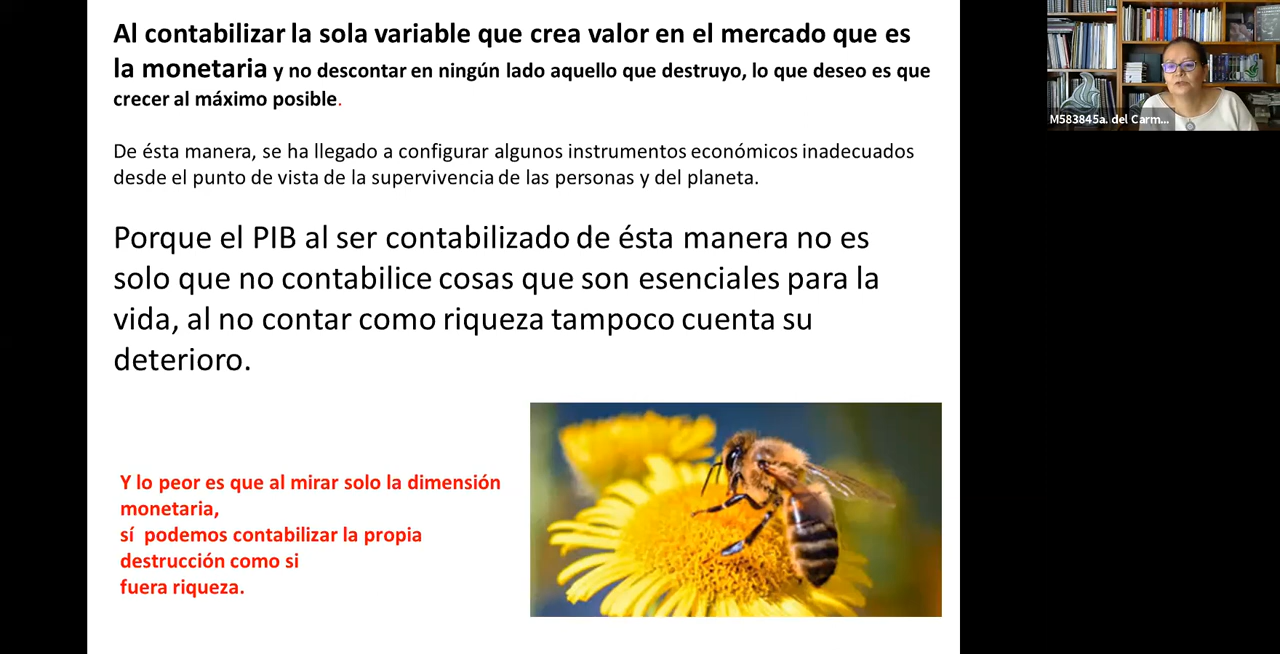 Al contabilizar la sola variable que crea valor en el mercado que es
la monetaria y no descontar en ningún lado aquello que destruyo, lo que deseo es que
crecer al máximo posible.
De ésta manera, se ha llegado a configurar algunos instrumentos económicos inadecuados
desde el punto de vista de la supervivencia de las personas y del planeta.
Porque el PIB al ser contabilizado de ésta manera no es
solo que no contabilice cosas que son esenciales para la
vida, al no contar como riqueza tampoco cuenta su
deterioro.
Y lo peor es que al mirar solo la dimensión
monetaria,
sí podemos contabilizar la propia
destrucción como si
fuera riqueza.
M583845a. del Carm...